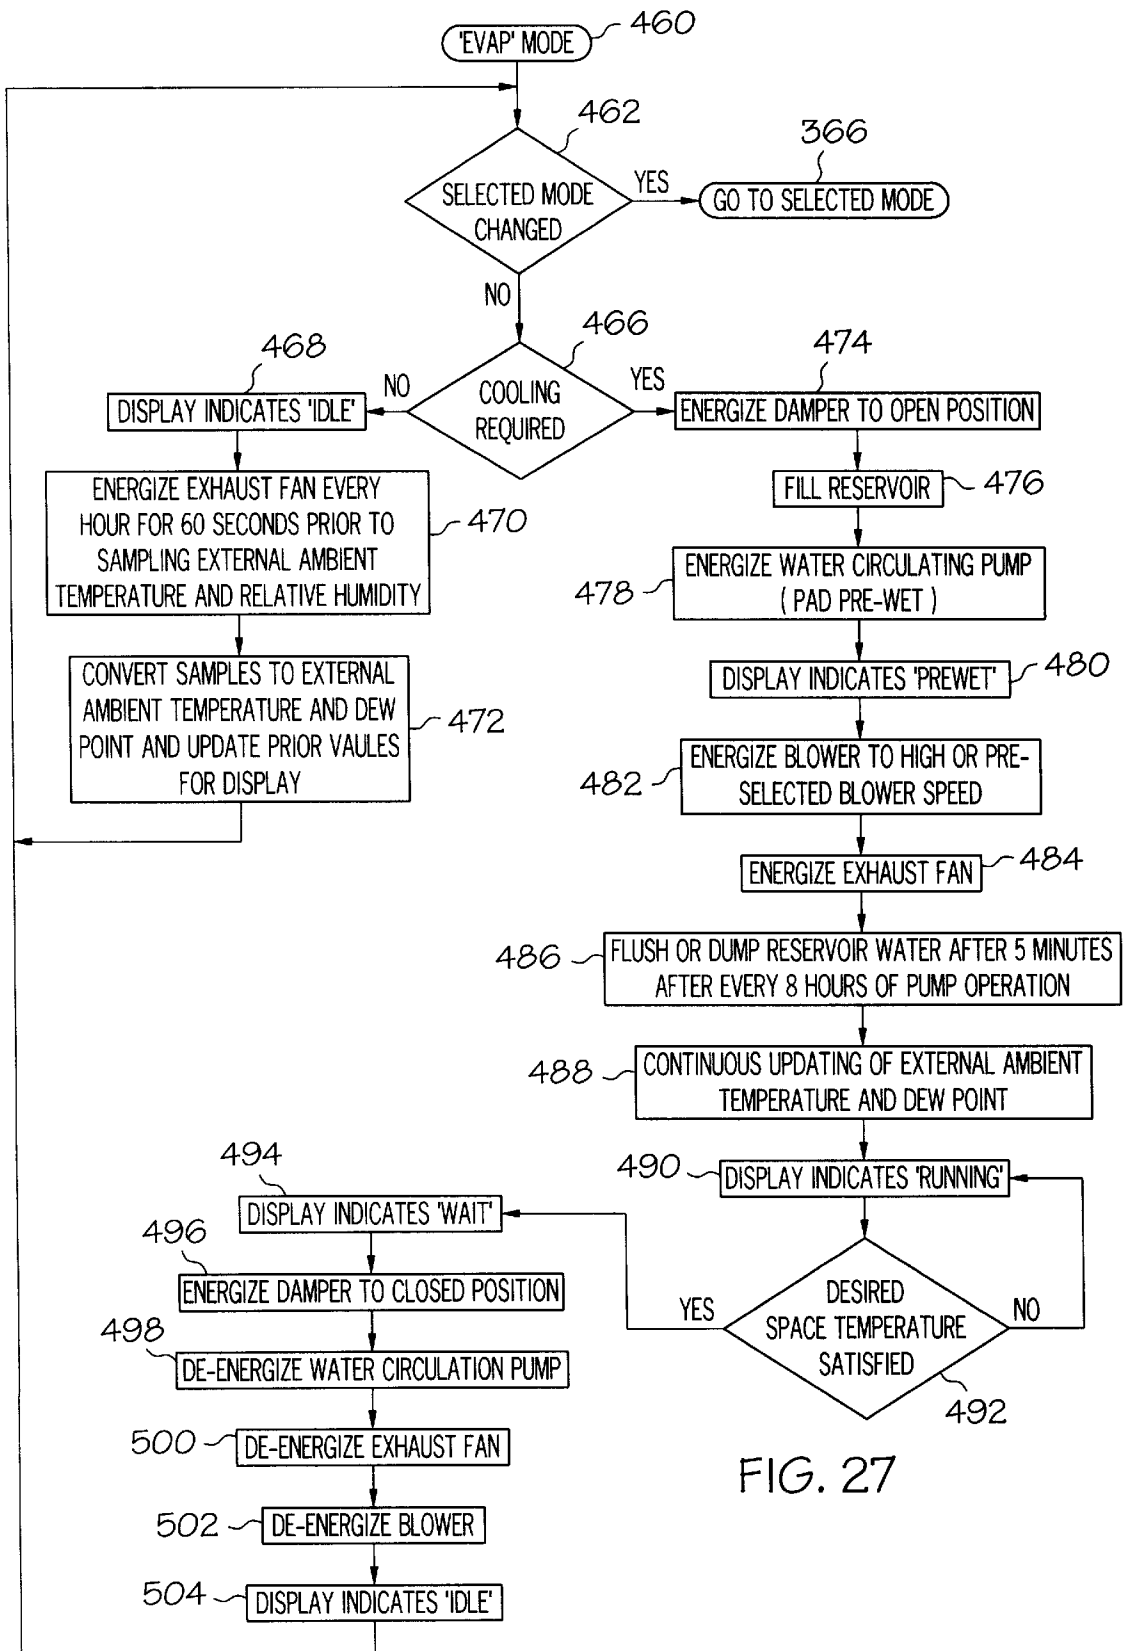 'EVAP' MODE
460
462
SELECTED MODE
CHANGED
YES
366
GO TO SELECTED MODE
NO
466
COOLING
REQUIRED
NO
YES
468
DISPLAY INDICATES 'IDLE'
ENERGIZE EXHAUST FAN EVERY
HOUR FOR 60 SECONDS PRIOR TO
SAMPLING EXTERNAL AMBIENT
TEMPERATURE AND RELATIVE HUMIDITY
470
CONVERT SAMPLES TO EXTERNAL
AMBIENT TEMPERATURE AND DEW
POINT AND UPDATE PRIOR VAULES
FOR DISPLAY
472
474
ENERGIZE DAMPER TO OPEN POSITION
FILL RESERVOIR
476
ENERGIZE WATER CIRCULATING PUMP
( PAD PRE-WET )
478
DISPLAY INDICATES 'PREWET'
480
ENERGIZE BLOWER TO HIGH OR PRE-
SELECTED BLOWER SPEED
482
ENERGIZE EXHAUST FAN
484
486
FLUSH OR DUMP RESERVOIR WATER AFTER 5 MINUTES
AFTER EVERY 8 HOURS OF PUMP OPERATION
488
CONTINUOUS UPDATING OF EXTERNAL AMBIENT
TEMPERATURE AND DEW POINT
490
DISPLAY INDICATES 'RUNNING'
DESIRED
SPACE TEMPERATURE
SATISFIED
YES
NO
492
494
DISPLAY INDICATES 'WAIT'
496
ENERGIZE DAMPER TO CLOSED POSITION
498
DE-ENERGIZE WATER CIRCULATION PUMP
500
DE-ENERGIZE EXHAUST FAN
502
DE-ENERGIZE BLOWER
504
DISPLAY INDICATES 'IDLE'
FIG. 27